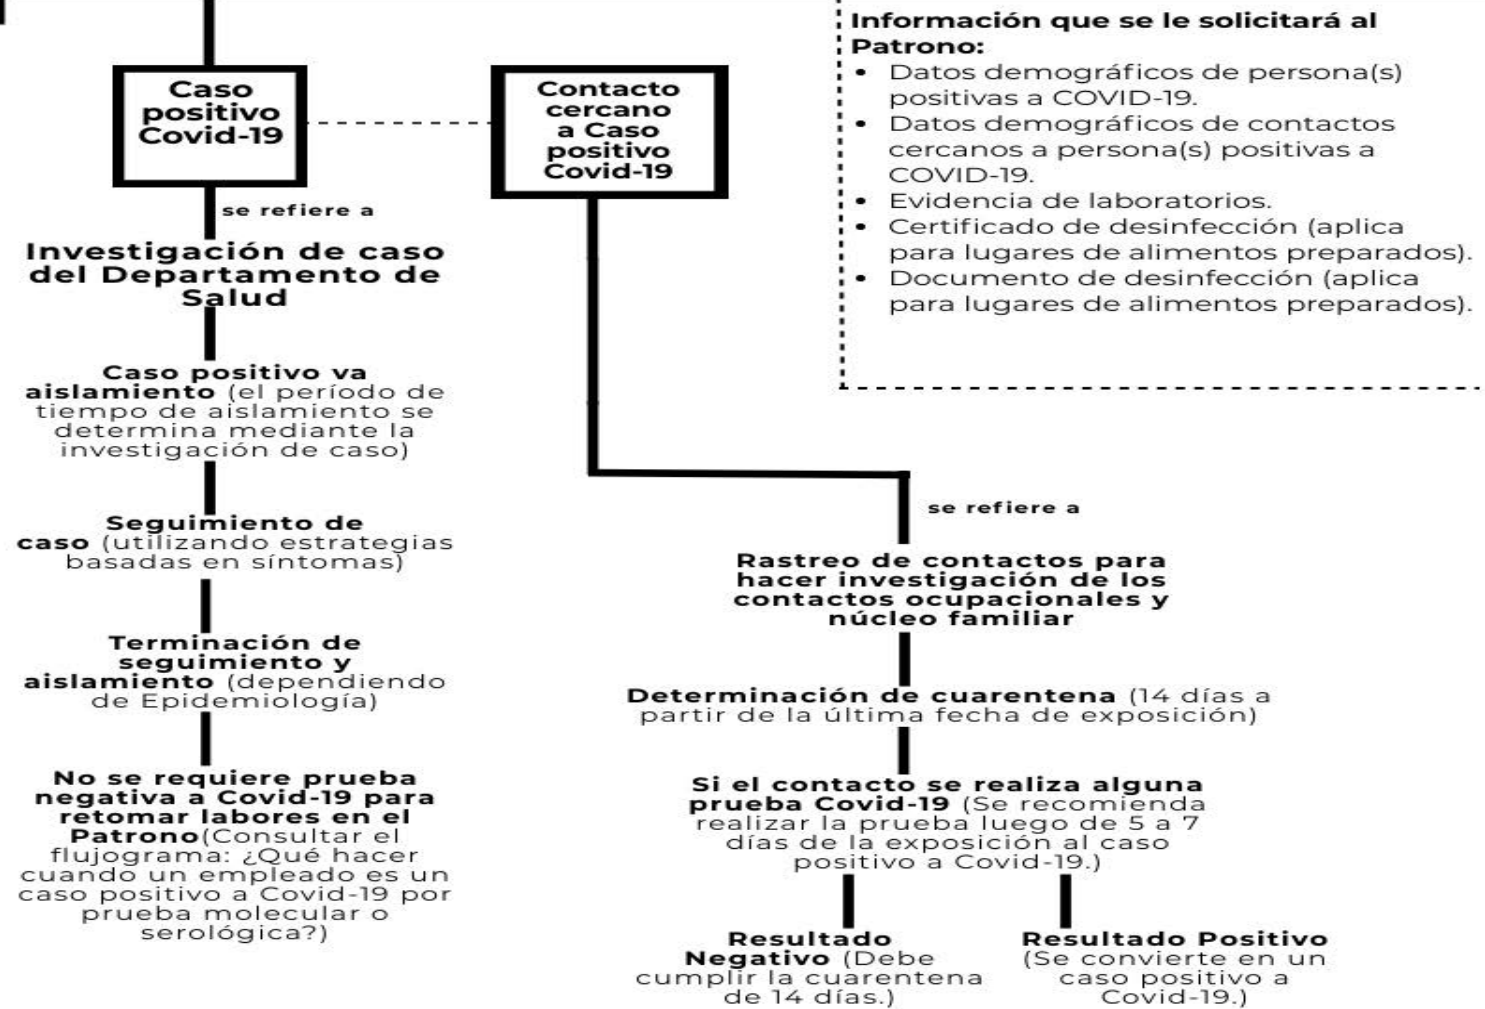 Caso
positivo
Covid-19
se refiere a
Investigación de caso
del Departamento de
Salud
Caso positivo va
aislamiento (el período de
tiempo de aislamiento se
determina mediante la
investigación de caso)
Seguimiento de
caso (utilizando estrategias
basadas en síntomas)
Terminación de
seguimiento y
aislamiento (dependiendo
de Epidemiología)
No se requiere prueba
negativa a Covid-19 para
retomar labores en el
Patrono(Consultar el
flujograma: ¿Qué hacer
cuando un empleado es un
caso positivo a Covid-19 por
prueba molecular o
serológica?)
Contacto
cercano
a Caso
positivo
Covid-19
se refiere a
Rastreo de contactos para
hacer investigación de los
contactos ocupacionales y
núcleo familiar
Determinación de cuarentena (14 días a
partir de la última fecha de exposición)
Si el contacto se realiza alguna
prueba Covid-19 (Se recomienda
realizar la prueba luego de 5 a 7
días de la exposición al caso
positivo a Covid-19.)
Resultado
Negativo (Debe
cumplir la cuarentena
de 14 días.)
Resultado Positivo
(Se convierte en un
caso positivo a
Covid-19.)
Información que se le solicitará al
Patrono:
• Datos demográficos de persona(s)
positivas a COVID-19.
• Datos demográficos de contactos
cercanos a persona(s) positivas a
COVID-19.
• Evidencia de laboratorios.
• Certificado de desinfección (aplica
para lugares de alimentos preparados).
• Documento de desinfección (aplica
para lugares de alimentos preparados).